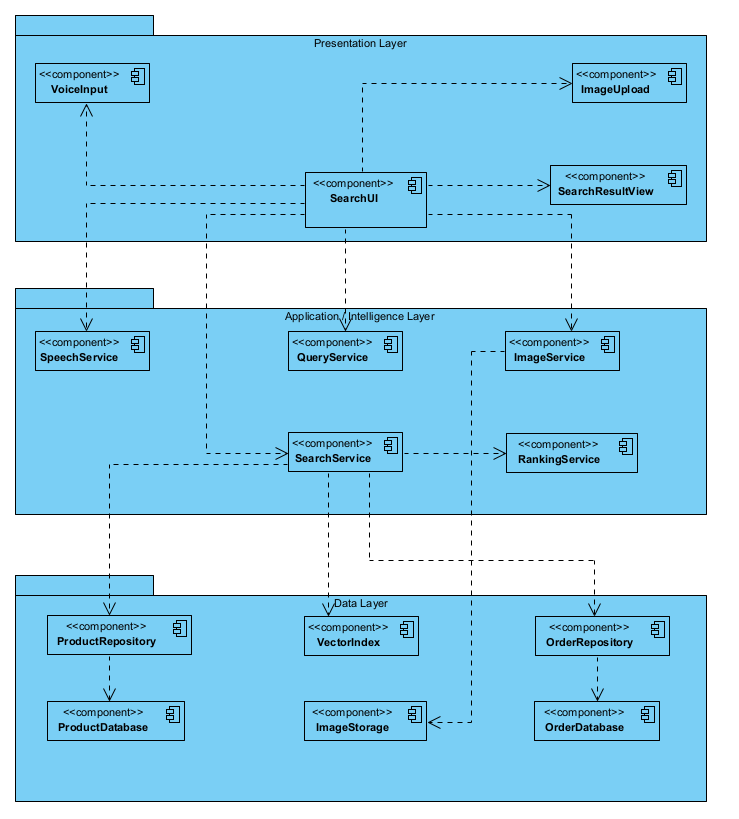 Presentation Layer
<<component>>
VoiceInput
<<component>>
ImageUpload
<<component>>
SearchUI
<<component>>
SearchResultView
Application / Intelligence Layer
<<component>>
SpeechService
<<component>>
QueryService
<<component>>
ImageService
<<component>>
SearchService
<<component>>
RankingService
Data Layer
<<component>>
ProductRepository
<<component>>
VectorIndex
<<component>>
OrderRepository
<<component>>
ProductDatabase
<<component>>
ImageStorage
<<component>>
OrderDatabase